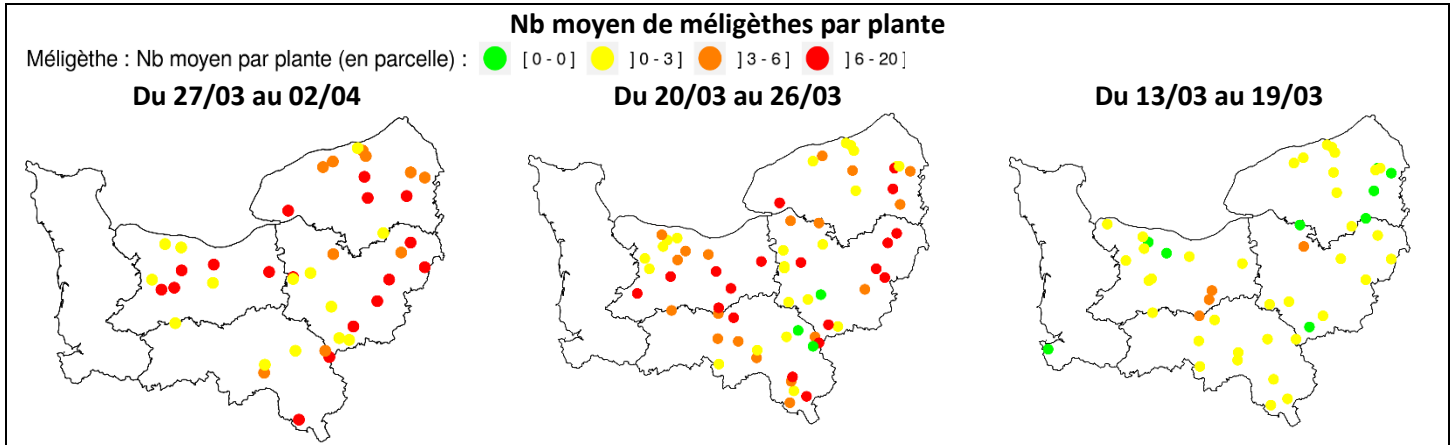 Nb moyen de méligèthes par plante
Méligèthe : Nb moyen par plante (en parcelle) : [ 0 - 0 ] ] 0 - 3 ] ] 3 - 6 ] ] 6 - 20 ]
Du 27/03 au 02/04 Du 20/03 au 26/03 Du 13/03 au 19/03